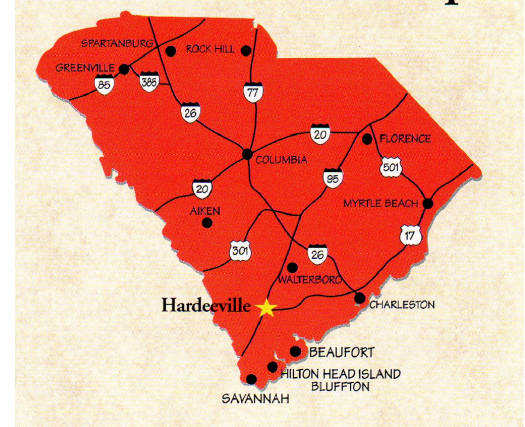 SPARTANBURG
ROCK HILL
GREENVILLE
85
385
26
77
20
FLORENCE
COLUMBIA
501
95
20
MYRTLE BEACH
AIKEN
17
301
26
WALTERBORO
Hardeeville
CHARLESTON
BEAUFORT
HILTON HEAD ISLAND
BLUFFTON
SAVANNAH